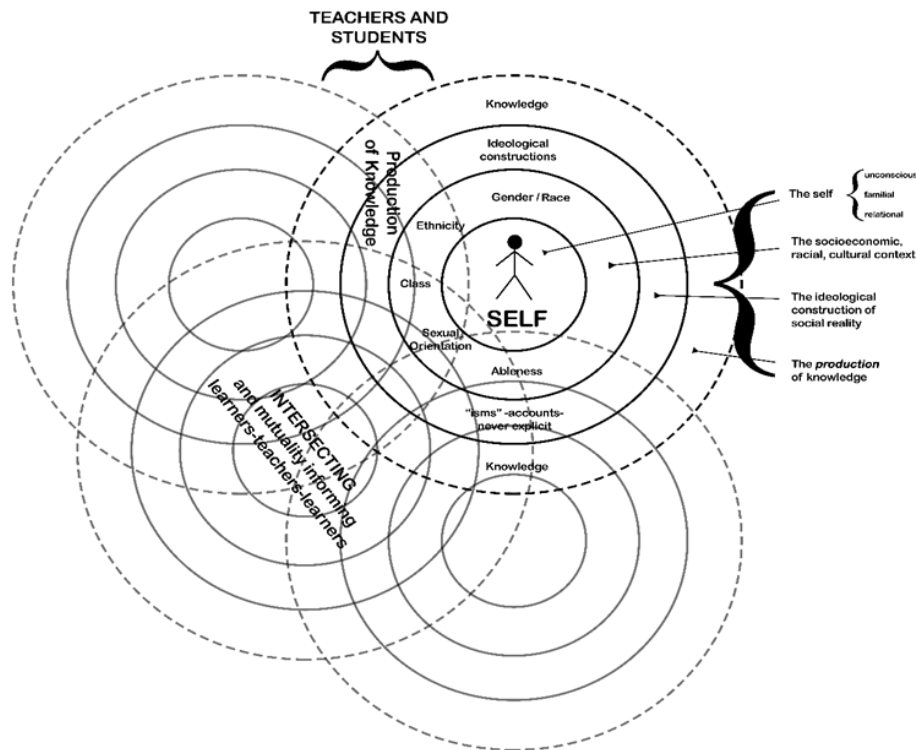 TEACHERS AND
STUDENTS
Knowledge
Ideological
constructions
Gender / Race
Production
of Knowledge
Ethnicity
Class
SELF
Sexual
Orientation
Ableness
"isms" -accounts-
never explicit
Knowledge
INTERSECTING
and mutuality informing
learners-teachers-learners
The self
unconscious
familial
relational
The socioeconomic,
racial, cultural context
The ideological
construction of
social reality
The production
of knowledge